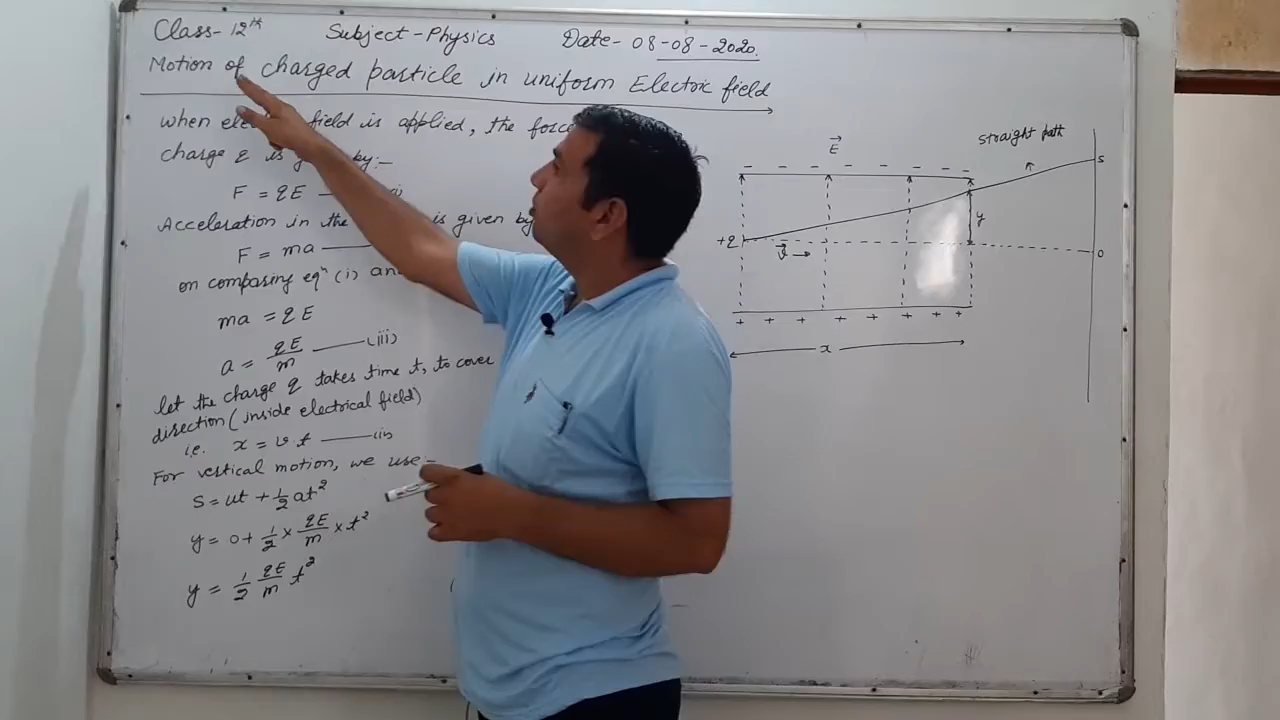 Class- 12th Subject-Physics Date- 08-08-2020.
Motion of charged particle in uniform Electric field
when field is applied, the
charge q is by:-
F = qE
Acceleration in the is given by
F = ma
on comparing eqn (i) and
ma = qE
a = qE/m (iii)
let the charge q takes time t, to cover
direction (inside electrical field)
i.e. x = v t
For vertical motion, we use:-
S = ut + 1/2 at²
y = 0 + 1/2 × qE/m × t²
y = 1/2 qE/m t²
E⃗
straight path
- - - - - - - -
S
+q
v⃗ →
y
O
+ + + + + + + +
x